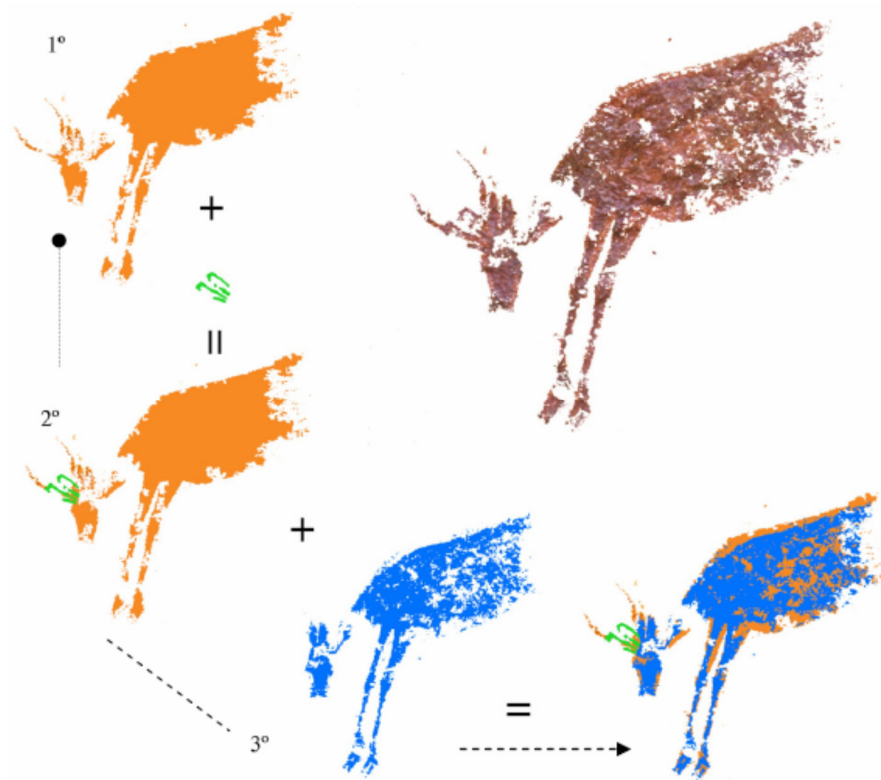 1º
+
=
2º
+
3º
=